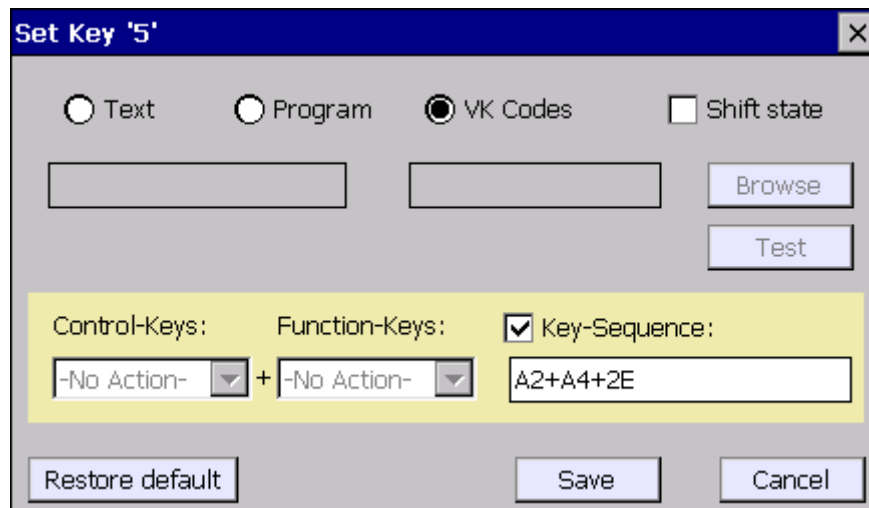 Set Key '5'
Text Program VK Codes Shift state
Browse
Test
Control-Keys: Function-Keys: Key-Sequence:
-No Action- + -No Action- A2+A4+2E
Restore default Save Cancel